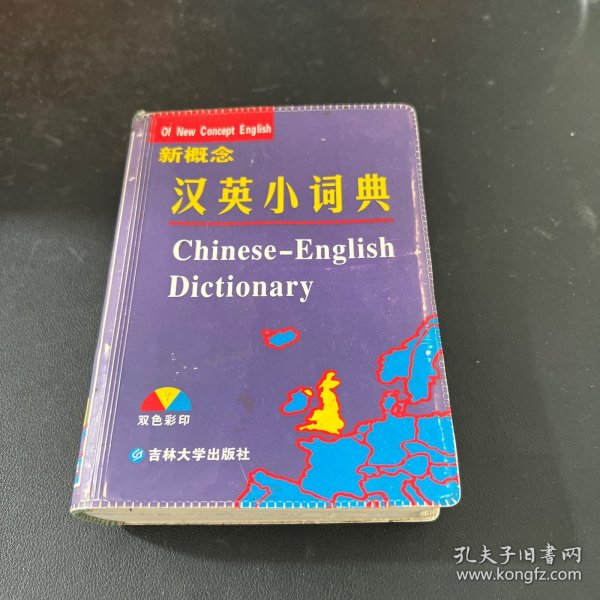 Of New Concept English
新概念
汉英小词典
Chinese-English
Dictionary
双色彩印
吉林大学出版社
孔夫子旧书网
www.kongfz.com